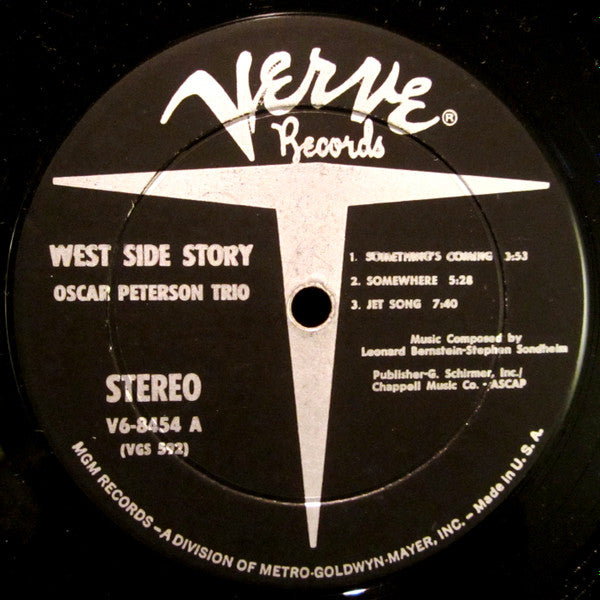 VERVE ®
Records
WEST SIDE STORY
OSCAR PETERSON TRIO
1. SOMETHING'S COMING 3:53
2. SOMEWHERE 5:28
3. JET SONG 7:40
Music Composed by
Leonard Bernstein-Stephen Sondheim
Publisher-G. Schirmer, Inc./
Chappell Music Co. - ASCAP
STEREO
V6-8454 A
(VGS 592)
MGM RECORDS - A DIVISION OF METRO-GOLDWYN-MAYER, INC. - Made in U. S. A.